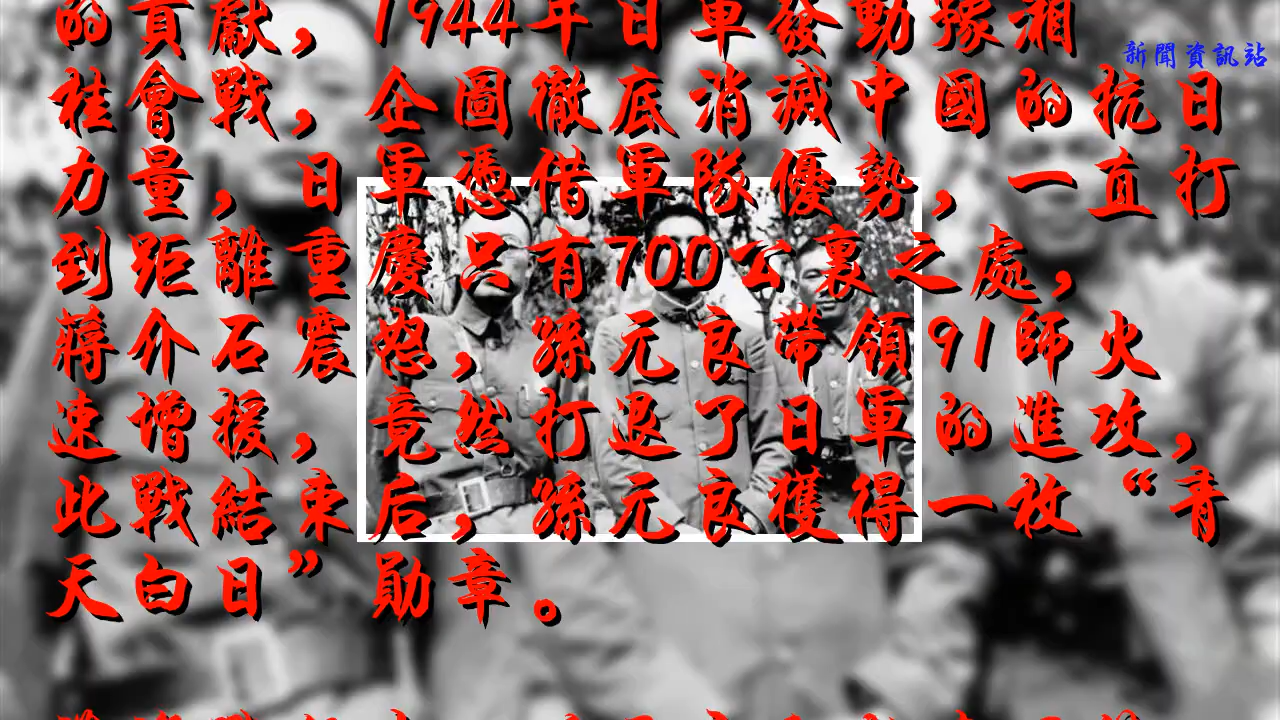 的貢獻，1944年日軍發動豫湘
新聞資訊站
桂會戰，企圖徹底消滅中國的抗日
力量，日軍憑借軍隊優勢，一直打
到距離重慶只有700公裏之處，
蔣介石震怒，孫元良帶領91師火
速增援，竟然打退了日軍的進攻，
此戰結束后，孫元良獲得一枚“青
天白日”勛章。